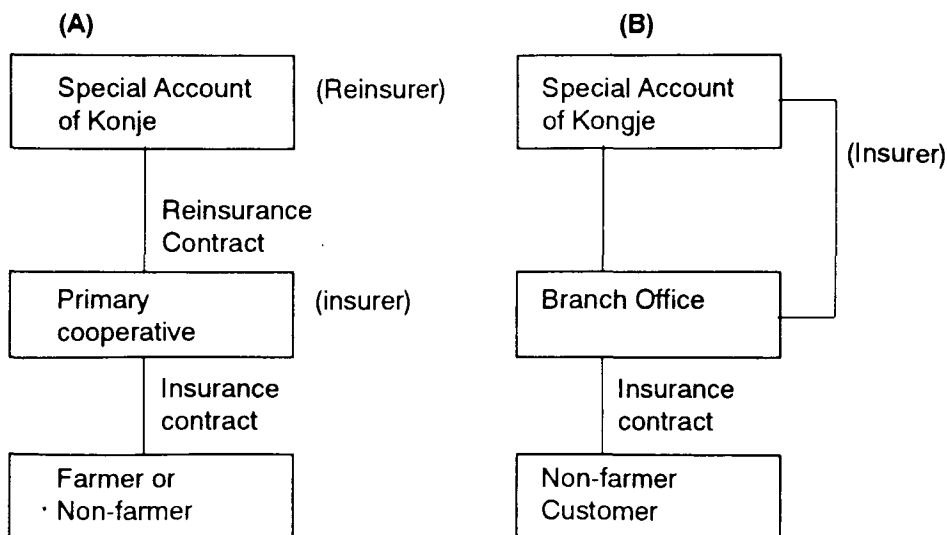 (A)
Special Account
of Konje
(Reinsurer)
Reinsurance
Contract
Primary
cooperative
(insurer)
Insurance
contract
Farmer or
Non-farmer
(B)
Special Account
of Kongje
(Insurer)
Branch Office
Insurance
contract
Non-farmer
Customer